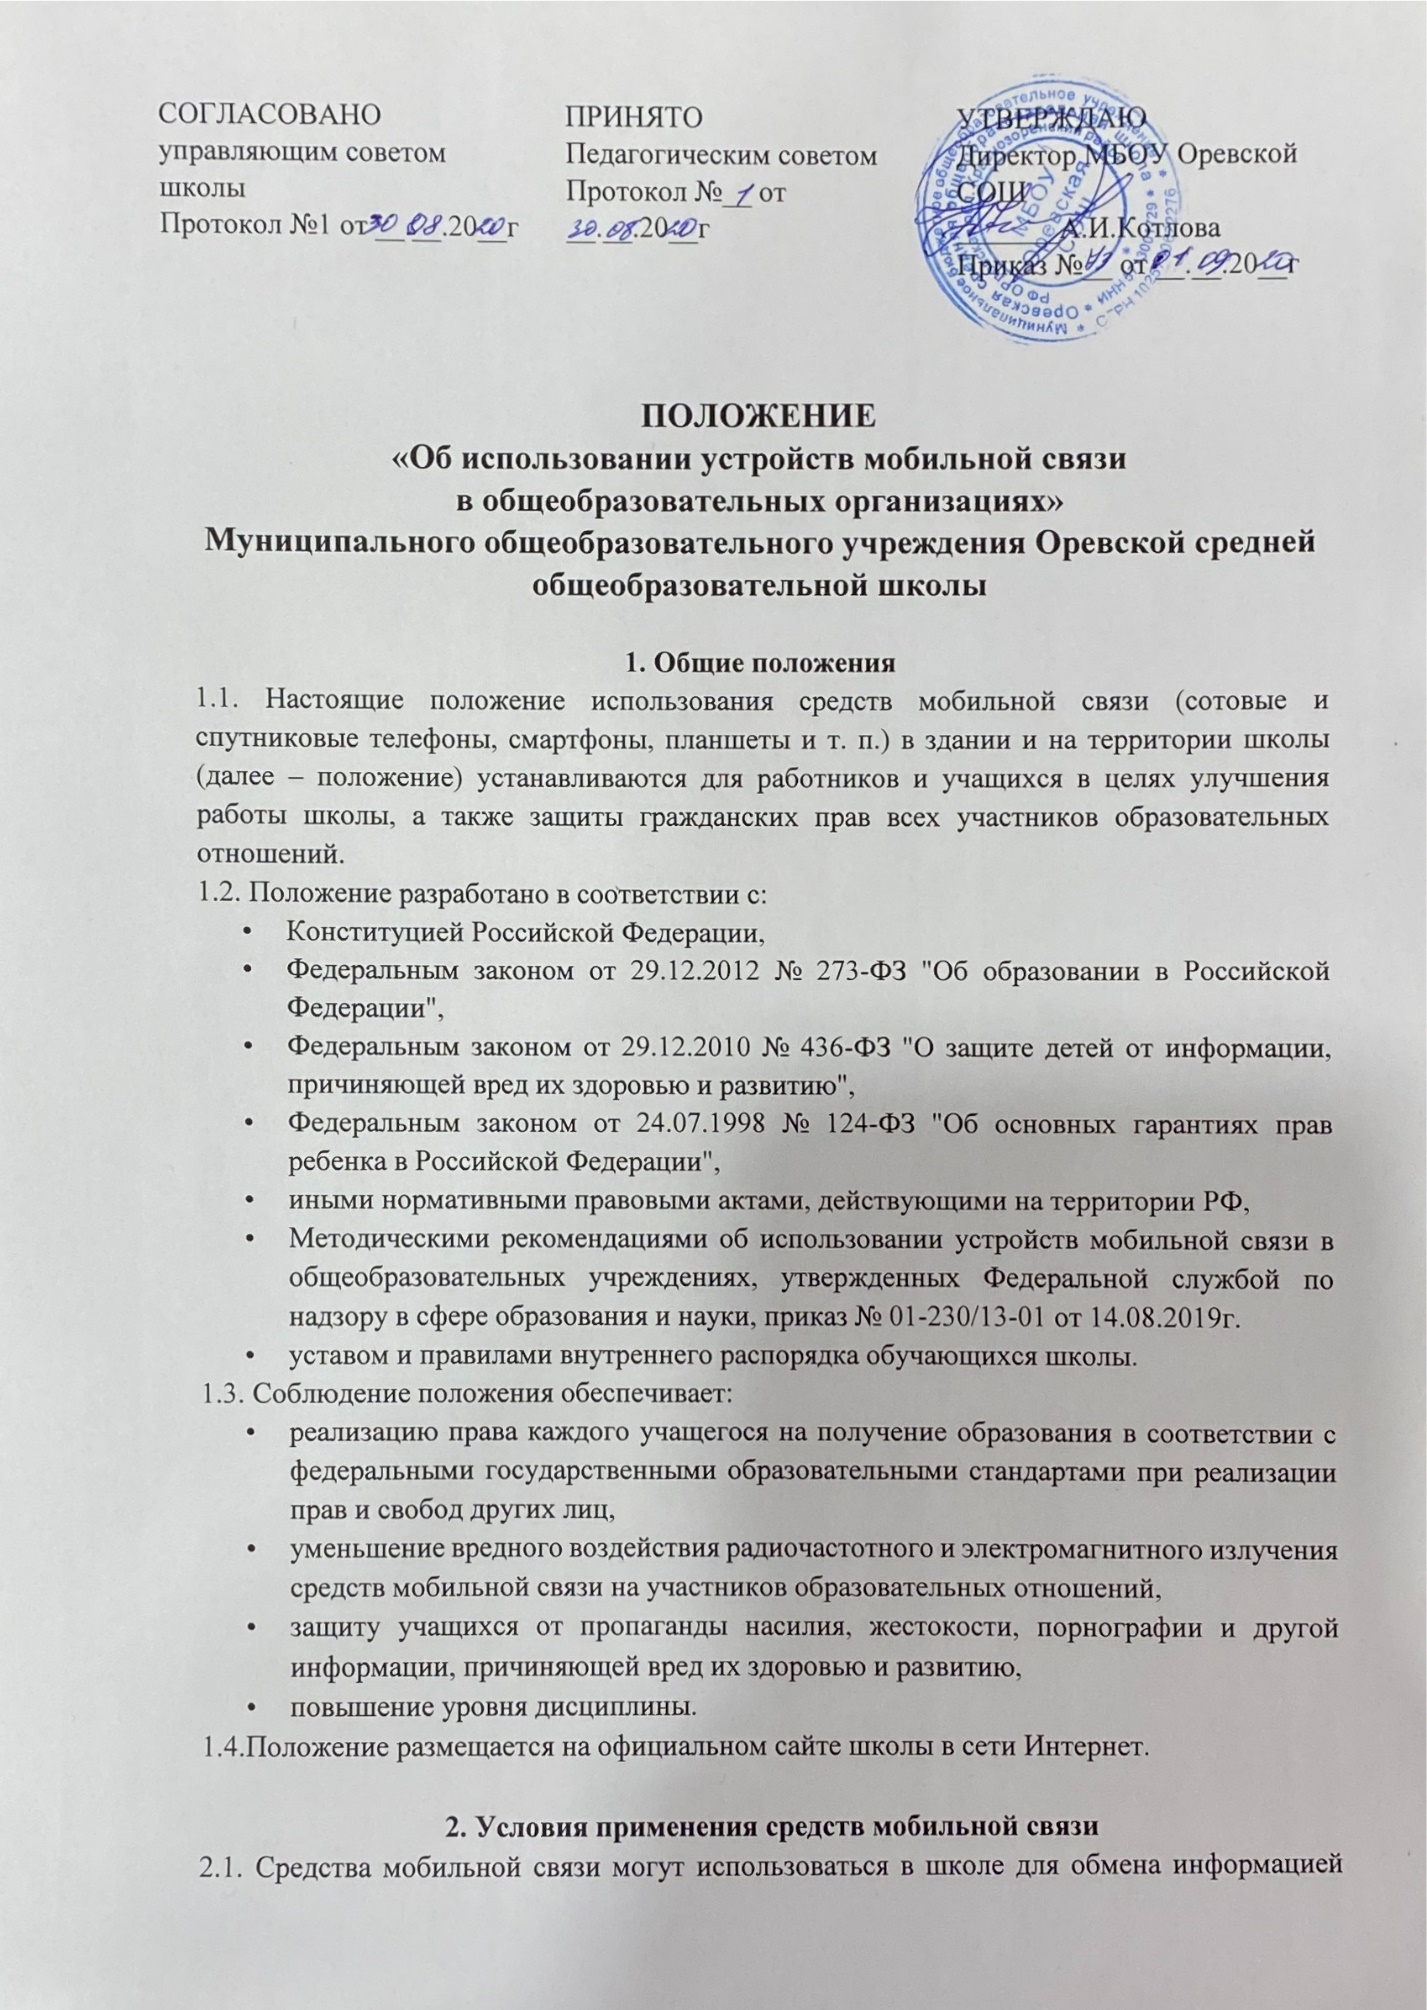 СОГЛАСОВАНО
управляющим советом
школы
Протокол №1 от 30 08.2020г
ПРИНЯТО
Педагогическим советом
Протокол № 1 от
30.08.2020г
УТВЕРЖДАЮ
Директор МБОУ Оревской
СОШ
А.И.Котлова
Приказ № от 01.09.2020г
МБОУ
Оревская
СОШ
ПОЛОЖЕНИЕ
«Об использовании устройств мобильной связи
в общеобразовательных организациях»
Муниципального общеобразовательного учреждения Оревской средней
общеобразовательной школы
1. Общие положения
1.1. Настоящие положение использования средств мобильной связи (сотовые и
спутниковые телефоны, смартфоны, планшеты и т. п.) в здании и на территории школы
(далее – положение) устанавливаются для работников и учащихся в целях улучшения
работы школы, а также защиты гражданских прав всех участников образовательных
отношений.
1.2. Положение разработано в соответствии с:
• Конституцией Российской Федерации,
• Федеральным законом от 29.12.2012 № 273-ФЗ "Об образовании в Российской
Федерации",
• Федеральным законом от 29.12.2010 № 436-ФЗ "О защите детей от информации,
причиняющей вред их здоровью и развитию",
• Федеральным законом от 24.07.1998 № 124-ФЗ "Об основных гарантиях прав
ребенка в Российской Федерации",
• иными нормативными правовыми актами, действующими на территории РФ,
• Методическими рекомендациями об использовании устройств мобильной связи в
общеобразовательных учреждениях, утвержденных Федеральной службой по
надзору в сфере образования и науки, приказ № 01-230/13-01 от 14.08.2019г.
• уставом и правилами внутреннего распорядка обучающихся школы.
1.3. Соблюдение положения обеспечивает:
• реализацию права каждого учащегося на получение образования в соответствии с
федеральными государственными образовательными стандартами при реализации
прав и свобод других лиц,
• уменьшение вредного воздействия радиочастотного и электромагнитного излучения
средств мобильной связи на участников образовательных отношений,
• защиту учащихся от пропаганды насилия, жестокости, порнографии и другой
информации, причиняющей вред их здоровью и развитию,
• повышение уровня дисциплины.
1.4.Положение размещается на официальном сайте школы в сети Интернет.
2. Условия применения средств мобильной связи
2.1. Средства мобильной связи могут использоваться в школе для обмена информацией